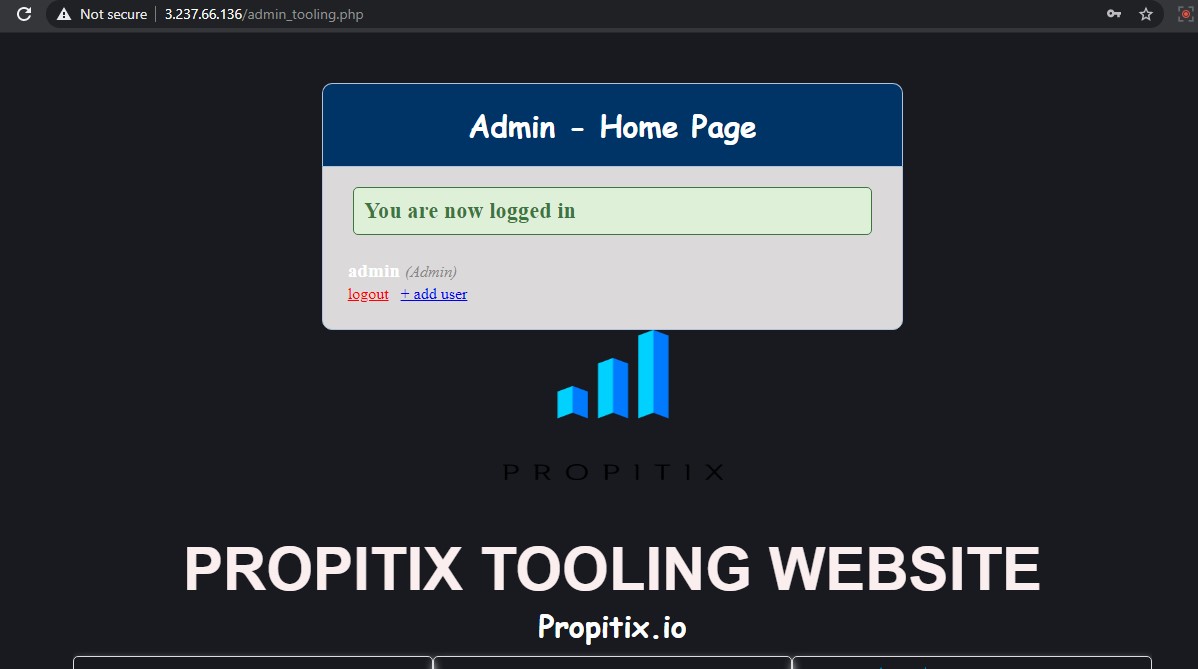 Not secure 3.237.66.136/admin_tooling.php
Admin - Home Page
You are now logged in
admin (Admin)
logout + add user
PROPITIX
PROPITIX TOOLING WEBSITE
Propitix.io